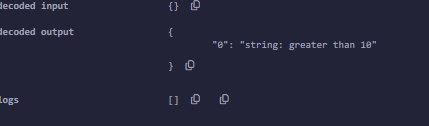 decoded input {}
decoded output {
"0": "string: greater than 10"
}
logs []